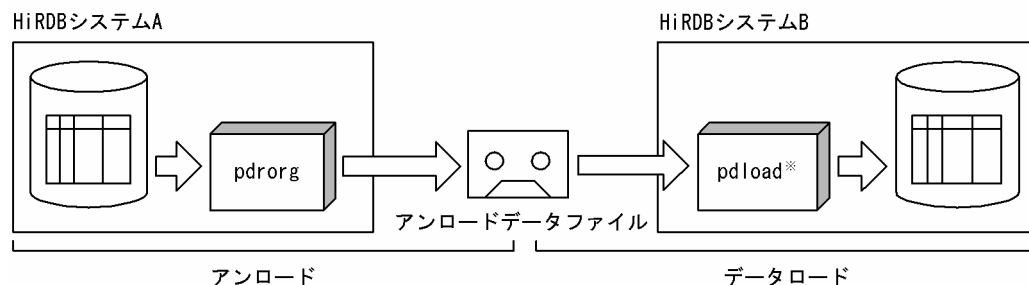 HiRDBシステムA
HiRDBシステムB
pdrorg
pdload※
アンロードデータファイル
アンロード
データロード